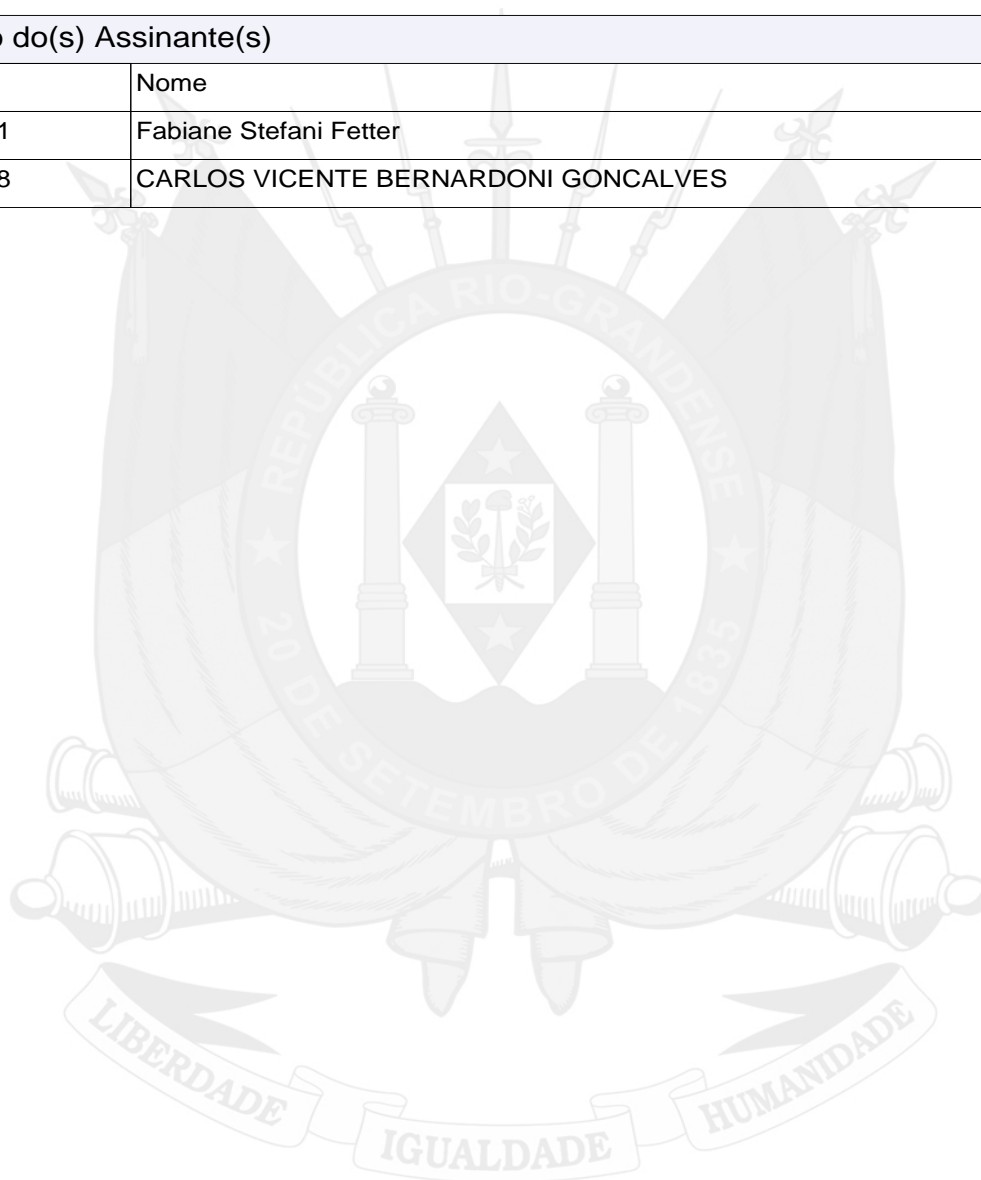 o do(s) Assinante(s)
Nome
1 Fabiane Stefani Fetter
8 CARLOS VICENTE BERNARDONI GONCALVES
REPÚBLICA RIO-GRANDENSE
★ 20 DE SETEMBRO DE 1835 ★
LIBERDADE IGUALDADE HUMANIDADE